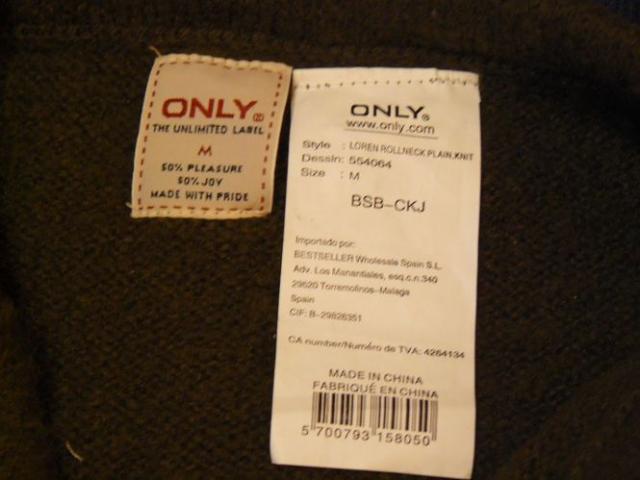 ONLY
THE UNLIMITED LABEL
M
50% PLEASURE
50% JOY
MADE WITH PRIDE
ONLY®
www.only.com
Style : LOREN ROLLNECK PLAIN, KNIT
Dessin: 554064
Size : M
BSB-CKJ
Importado por:
BESTSELLER Wholesale Spain S.L.
Adv. Los Manantiales, esq.c.n.340
29620 Torremolinos-Malaga
Spain
CIF: B-29826351
CA number/Numéro de TVA: 4264134
MADE IN CHINA
FABRIQUÉ EN CHINA
5 700793 158050